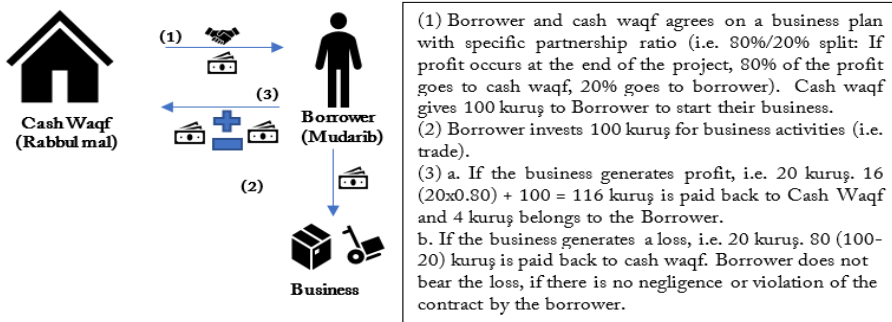 (1)
(3)
Cash Waqf
(Rabbul mal)
Borrower
(Mudarib)
(2)
Business
(1) Borrower and cash waqf agrees on a business plan
with specific partnership ratio (i.e. 80%/20% split: If
profit occurs at the end of the project, 80% of the profit
goes to cash waqf, 20% goes to borrower). Cash waqf
gives 100 kuruş to Borrower to start their business.
(2) Borrower invests 100 kuruş for business activities (i.e.
trade).
(3) a. If the business generates profit, i.e. 20 kuruş. 16
(20x0.80) + 100 = 116 kuruş is paid back to Cash Waqf
and 4 kuruş belongs to the Borrower.
b. If the business generates a loss, i.e. 20 kuruş. 80 (100-
20) kuruş is paid back to cash waqf. Borrower does not
bear the loss, if there is no negligence or violation of the
contract by the borrower.